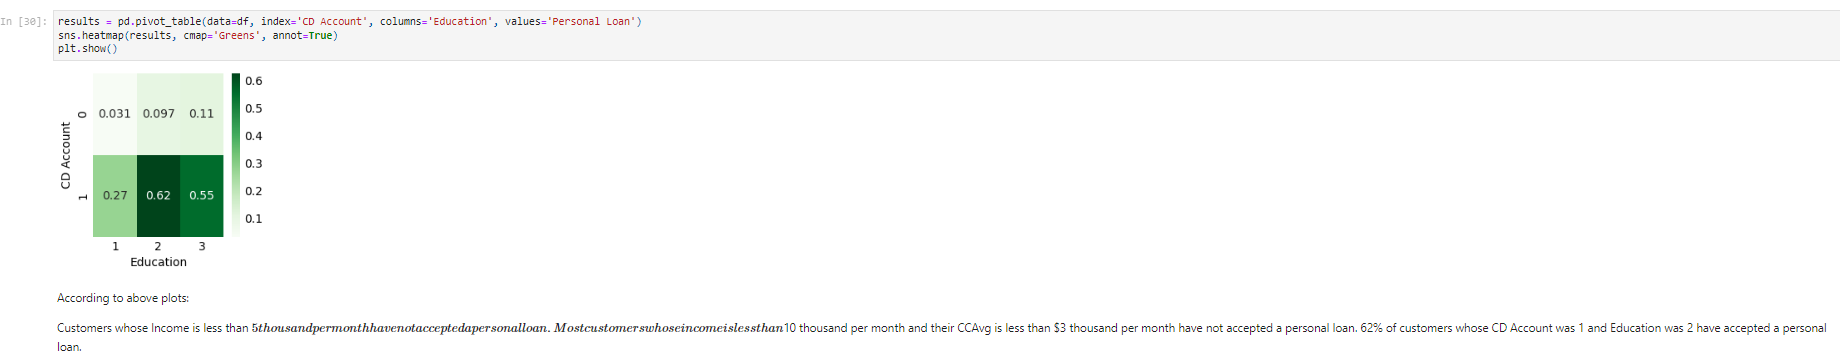 In [30]: results = pd.pivot_table(data=df, index='CD Account', columns='Education', values='Personal Loan')
sns.heatmap(results, cmap='Greens', annot=True)
plt.show()
0.6
0.5
0.4
0.3
0.2
0.1
CD Account
0
1
0.031 0.097 0.11
0.27 0.62 0.55
1 2 3
Education
According to above plots:
Customers whose Income is less than 5thousandpermonthhavenotacceptedapersonalloan. Mostcustomerswhoseincomeislessthan10 thousand per month and their CCAvg is less than $3 thousand per month have not accepted a personal loan. 62% of customers whose CD Account was 1 and Education was 2 have accepted a personal
loan.